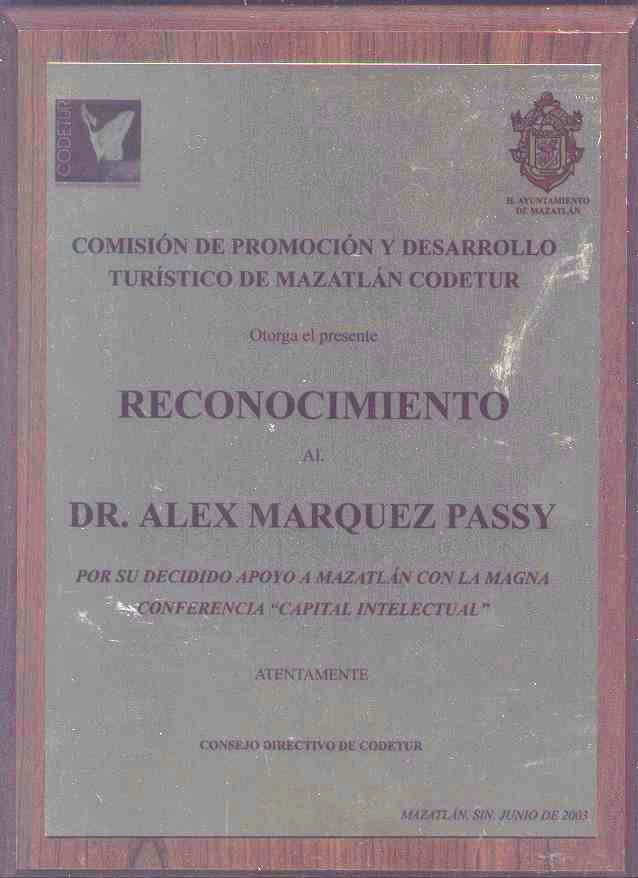 CODETUR
H. AYUNTAMIENTO
DE MAZATLÁN
COMISIÓN DE PROMOCIÓN Y DESARROLLO
TURÍSTICO DE MAZATLÁN CODETUR
Otorga el presente
RECONOCIMIENTO
Al.
DR. ALEX MARQUEZ PASSY
POR SU DECIDIDO APOYO A MAZATLÁN CON LA MAGNA
CONFERENCIA “CAPITAL INTELECTUAL”
ATENTAMENTE
CONSEJO DIRECTIVO DE CODETUR
MAZATLÁN, SIN. JUNIO DE 2003